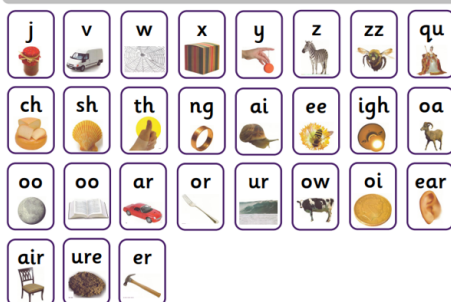 j v w x y z zz qu
ch sh th ng ai ee igh oa
oo oo ar or ur ow oi ear
air ure er